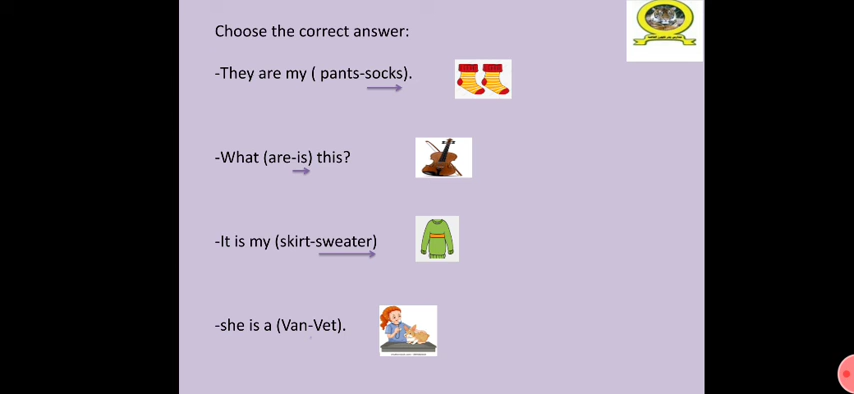 Choose the correct answer:
-They are my ( pants-socks).
-What (are-is) this?
-It is my (skirt-sweater)
-she is a (Van-Vet).